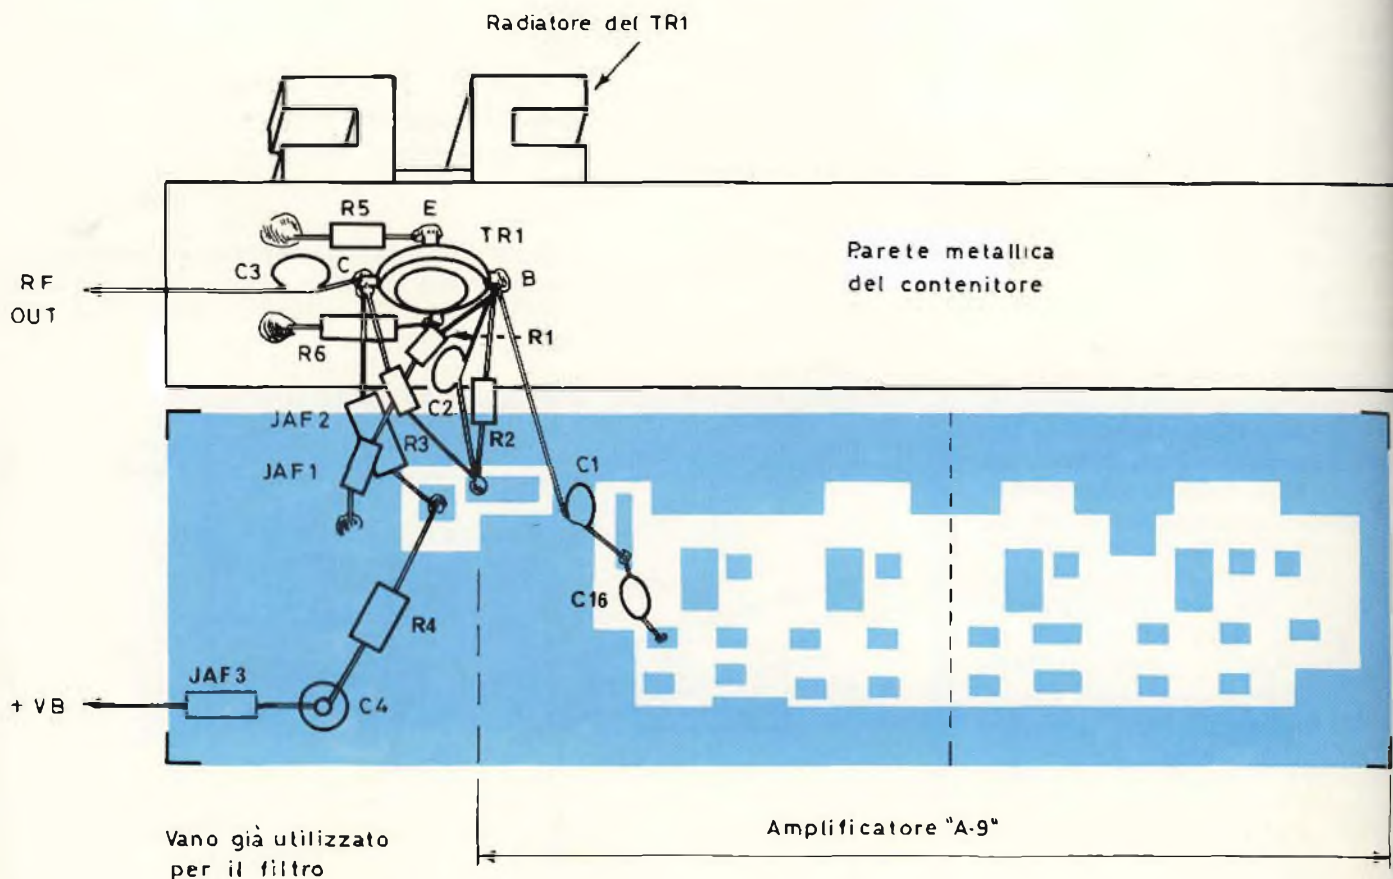 Radiatore del TR1
R5
E
TR1
C3
C
B
RF
OUT
Parete metallica
del contenitore
R6
R1
C2
JAF2
R3
R2
JAF1
C1
C16
R4
JAF3
+ VB
C4
Vano già utilizzato
per il filtro
Amplificatore "A-9"